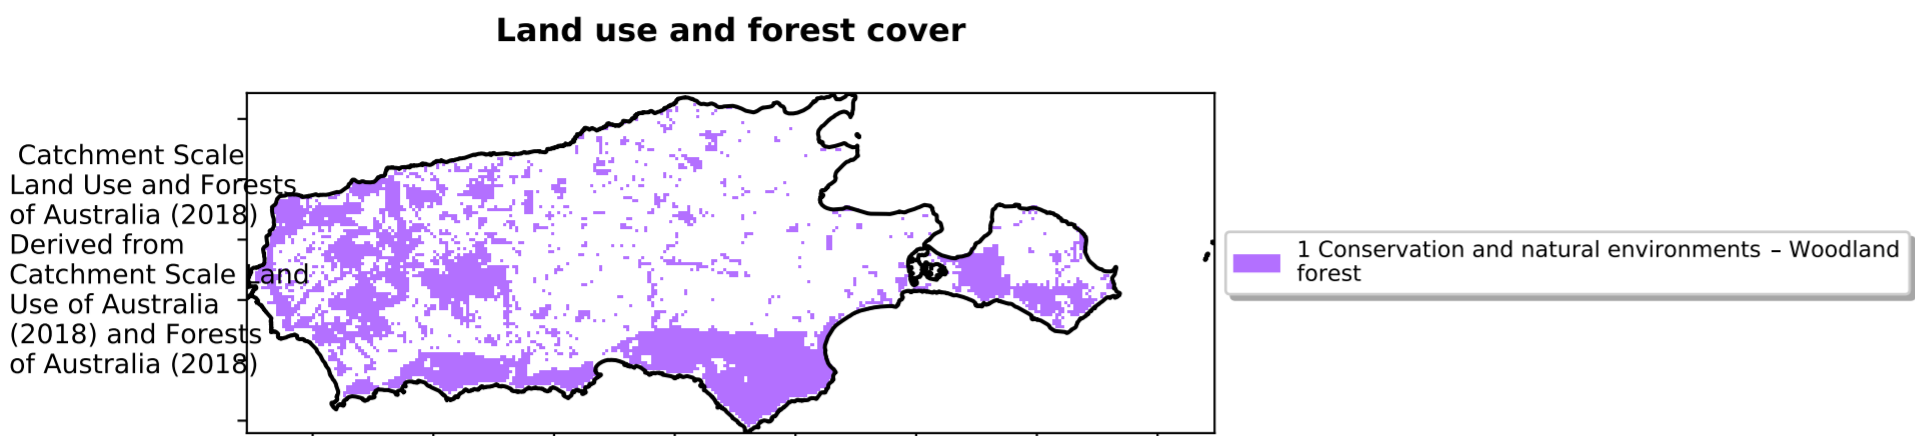 Land use and forest cover
Catchment Scale
Land Use and Forests
of Australia (2018)
Derived from
Catchment Scale Land
Use of Australia
(2018) and Forests
of Australia (2018)
1 Conservation and natural environments – Woodland
forest